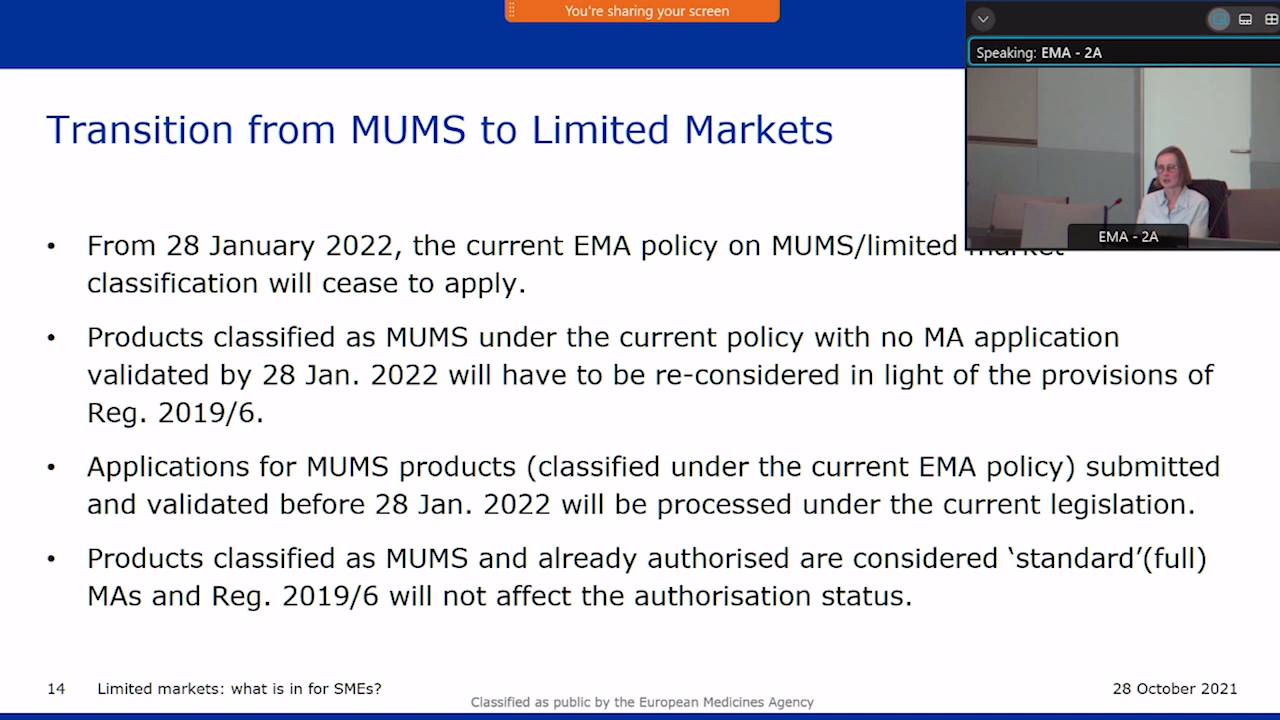 You're sharing your screen
Speaking: EMA - 2A
EMA - 2A
Transition from MUMS to Limited Markets
• From 28 January 2022, the current EMA policy on MUMS/limited market
classification will cease to apply.
• Products classified as MUMS under the current policy with no MA application
validated by 28 Jan. 2022 will have to be re-considered in light of the provisions of
Reg. 2019/6.
• Applications for MUMS products (classified under the current EMA policy) submitted
and validated before 28 Jan. 2022 will be processed under the current legislation.
• Products classified as MUMS and already authorised are considered ‘standard’(full)
MAs and Reg. 2019/6 will not affect the authorisation status.
14 Limited markets: what is in for SMEs? 28 October 2021
Classified as public by the European Medicines Agency